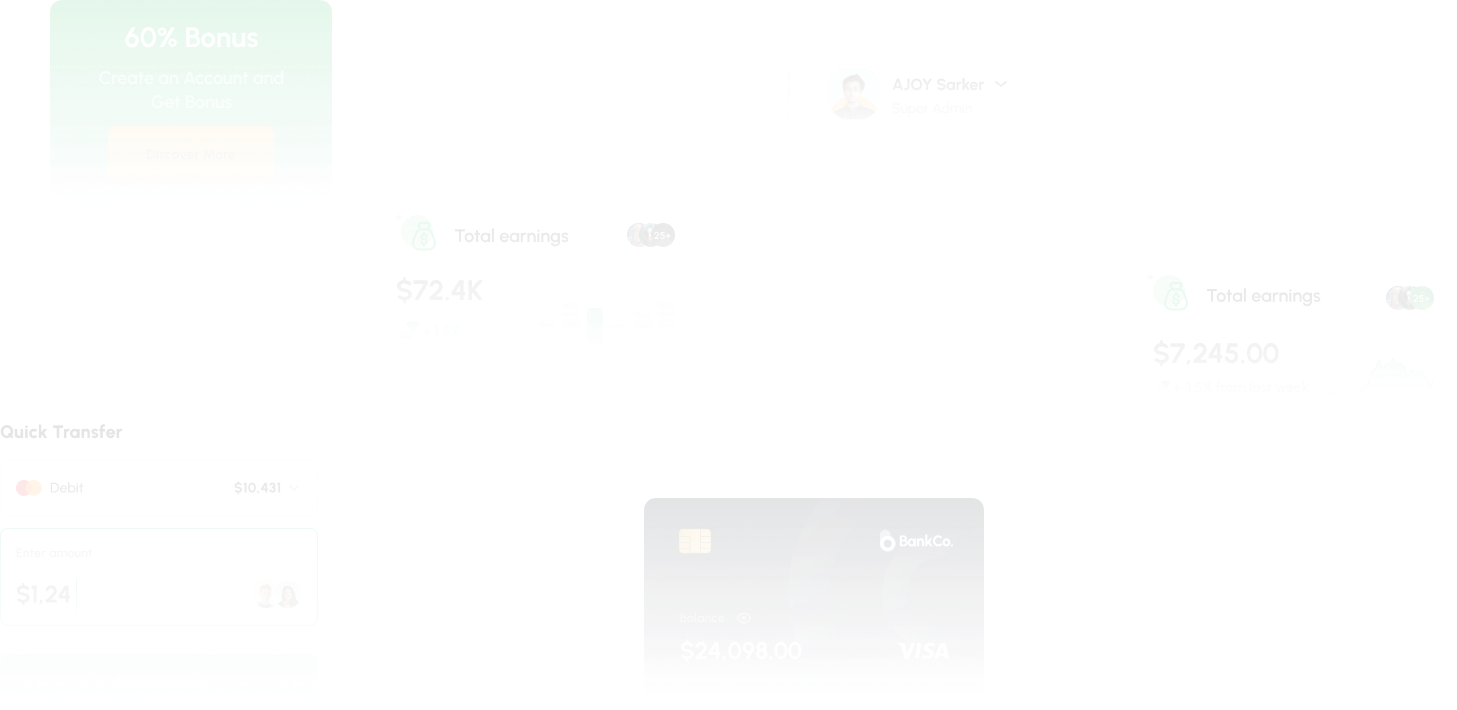 60% Bonus
Create an Account and
Get Bonus
Discover Now
AJOY Sarker
Super Admin
Total earnings
25+
$72.4K
Total earnings
25+
$7,245.00
Quick Transfer
Debit
$10,431
Enter amount
$1,24
BankCo.
Balance
$24,098.00
VISA